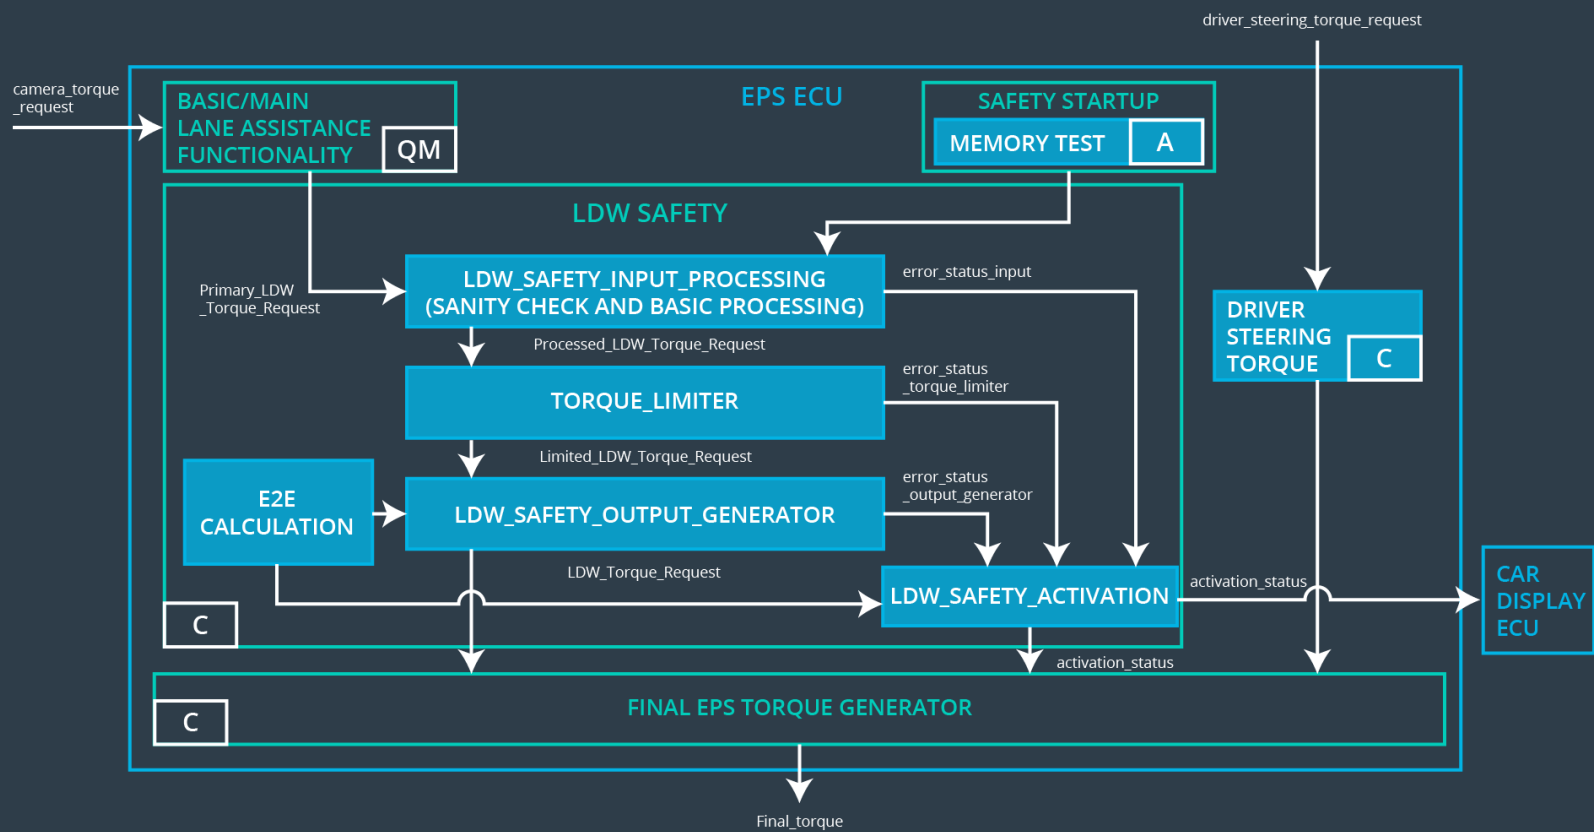 driver_steering_torque_request
camera_torque
_request
BASIC/MAIN
LANE ASSISTANCE
FUNCTIONALITY
QM
EPS ECU
SAFETY STARTUP
MEMORY TEST
A
LDW SAFETY
LDW_SAFETY_INPUT_PROCESSING
(SANITY CHECK AND BASIC PROCESSING)
error_status_input
Primary_LDW
_Torque_Request
DRIVER
STEERING
TORQUE
C
Processed_LDW_Torque_Request
TORQUE_LIMITER
error_status
_torque_limiter
Limited_LDW_Torque_Request
E2E
CALCULATION
LDW_SAFETY_OUTPUT_GENERATOR
error_status
_output_generator
LDW_Torque_Request
LDW_SAFETY_ACTIVATION
activation_status
CAR
DISPLAY
ECU
C
activation_status
FINAL EPS TORQUE GENERATOR
C
Final_torque